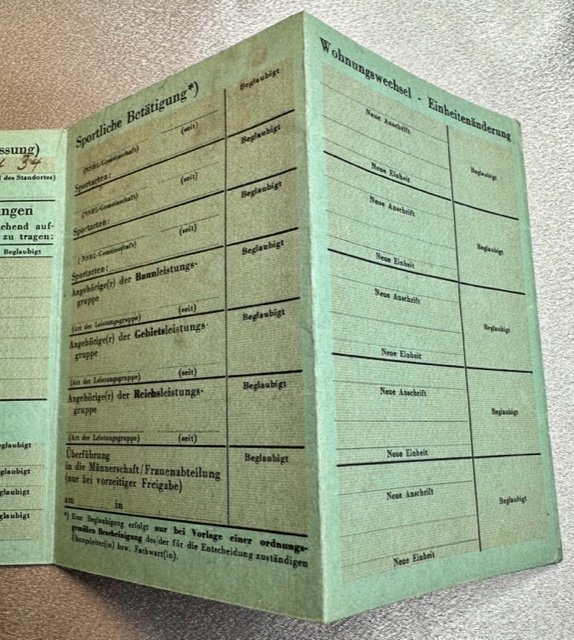 ssung)
34
des Standortes)
ngen
ehend auf-
zu tragen:
Beglaubigt
eglaubigt
glaubigt
glaubigt
glaubigt
Sportliche Betätigung*)
Beglaubigt
(NSRL-Gemeinschaft) (seit)
Sportarten:
Beglaubigt
(NSRL-Gemeinschaft) (seit)
Sportarten:
Beglaubigt
(NSRL-Gemeinschaft) (seit)
Sportarten:
Beglaubigt
Angehörige(r) der Bannleistungs-
gruppe
(Art der Leistungsgruppe) (seit)
Beglaubigt
Angehörige(r) der Gebietsleistungs-
gruppe
(Art der Leistungsgruppe) (seit)
Beglaubigt
Angehörige(r) der Reichsleistungs-
gruppe
(Art der Leistungsgruppe) (seit)
Beglaubigt
Überführung
in die Männerschaft/Frauenabteilung
(nur bei vorzeitiger Freigabe)
am in
*) Eine Beglaubigung erfolgt nur bei Vorlage einer ordnungs-
gemäßen Bescheinigung des/der für die Entscheidung zuständigen
Übungsleiter(in) bzw. Fachwart(in).
Wohnungswechsel - Einheitenänderung
Neue Anschrift
Beglaubigt
Neue Einheit
Neue Anschrift
Beglaubigt
Neue Einheit
Neue Anschrift
Beglaubigt
Neue Einheit
Neue Anschrift
Beglaubigt
Neue Einheit
Neue Anschrift
Beglaubigt
Neue Einheit